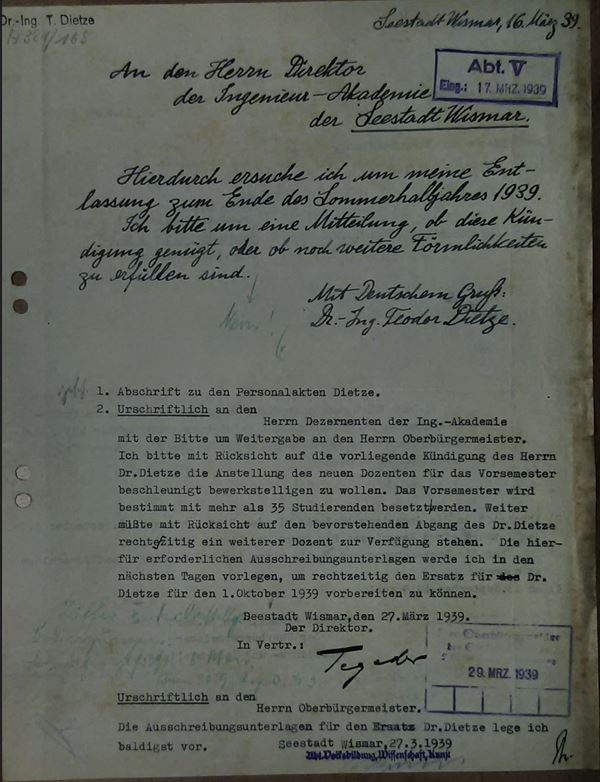 Dr.-Ing. T. Dietze
Seestadt Wismar, 16. März 39.
An den Herrn Direktor
der Ingenieur-Akademie
der Seestadt Wismar.
Abt. V
Eing.: 17. MRZ. 1939
Hierdurch ersuche ich um meine Ent-
lassung zum Ende des Sommerhalbjahres 1939.
Ich bitte um eine Mitteilung, ob diese Kün-
digung genügt, oder ob noch weitere Förmlichkeiten
zu erfüllen sind.
Mit Deutschem Gruß:
Dr.-Ing. Teodor Dietze.
Nein!
1. Abschrift zu den Personalakten Dietze.
2. Urschriftlich an den
Herrn Dezernenten der Ing.-Akademie
mit der Bitte um Weitergabe an den Herrn Oberbürgermeister.
Ich bitte mit Rücksicht auf die vorliegende Kündigung des Herrn
Dr.Dietze die Anstellung des neuen Dozenten für das Vorsemester
beschleunigt bewerkstelligen zu wollen. Das Vorsemester wird
bestimmt mit mehr als 35 Studierenden besetzt werden. Weiter
müßte mit Rücksicht auf den bevorstehenden Abgang des Dr.Dietze
rechtzeitig ein weiterer Dozent zur Verfügung stehen. Die hier-
für erforderlichen Ausschreibungsunterlagen werde ich in den
nächsten Tagen vorlegen, um rechtzeitig den Ersatz für des Dr.
Dietze für den 1.Oktober 1939 vorbereiten zu können.
Seestadt Wismar,den 27.März 1939.
Der Direktor.
In Vertr.:
Oberbürgermeister
29. MRZ. 1939
Urschriftlich an den
Herrn Oberbürgermeister.
Die Ausschreibungsunterlagen für den Ersatz Dr.Dietze lege ich
baldigst vor.
Seestadt Wismar,27.3.1939
Abt. Volksbildung, Wissenschaft, Kunst